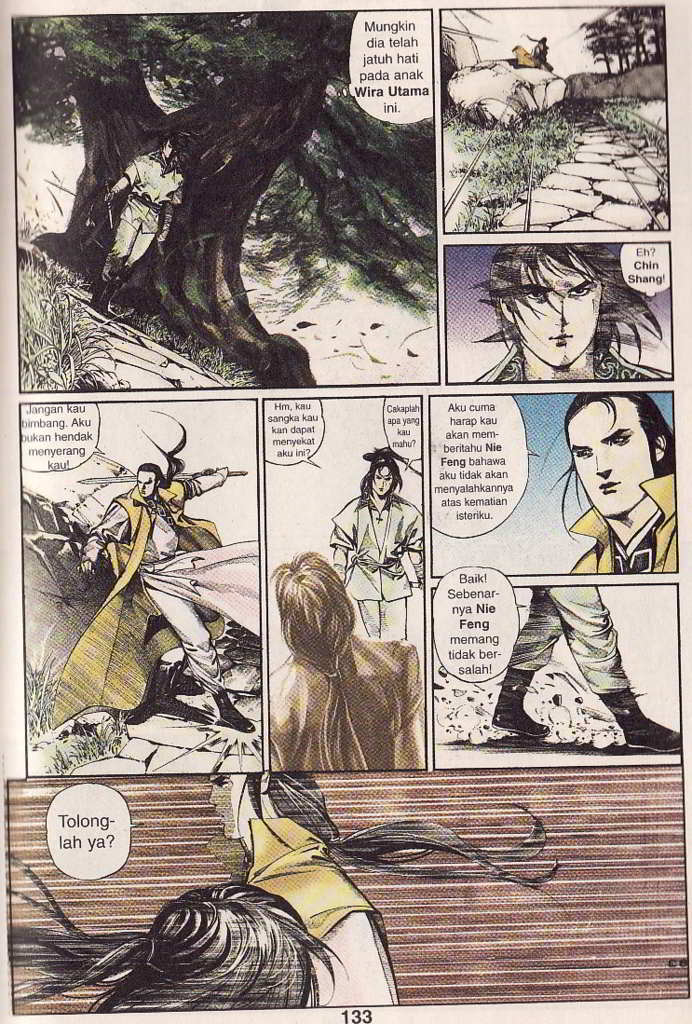 Mungkin
dia telah
jatuh hati
pada anak
Wira Utama
ini.
Eh?
Chin
Shang!
Jangan kau
bimbang. Aku
bukan hendak
menyerang
kau!
Hm, kau
sangka kau
kan dapat
menyekat
aku ini?
Cakaplah
apa yang
kau
mahu?
Aku cuma
harap kau
akan mem-
beritahu Nie
Feng bahawa
aku tidak akan
menyalahkannya
atas kematian
isteriku.
Baik!
Sebenar-
nya Nie
Feng
memang
tidak ber-
salah!
Tolong-
lah ya?
133